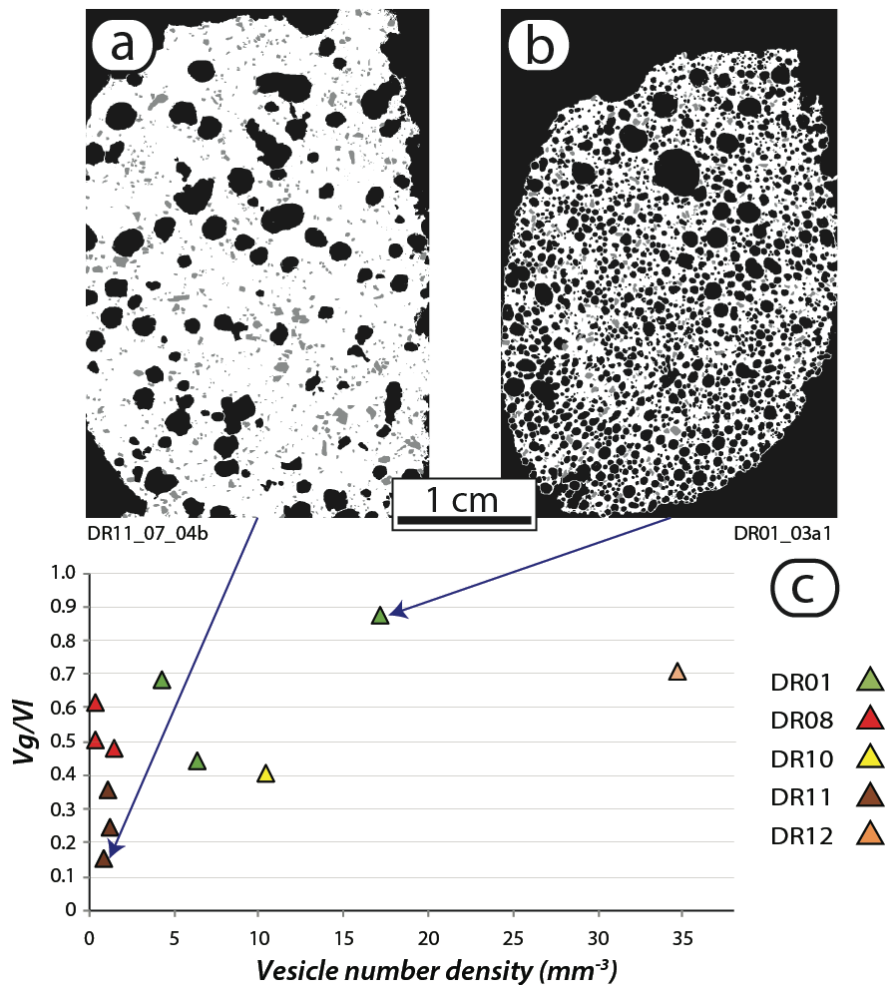 a
b
1 cm
DR11_07_04b
DR01_03a1
c
1.0
0.9
0.8
0.7
0.6
0.5
0.4
0.3
0.2
0.1
0
Vg/Vl
0 5 10 15 20 25 30 35
Vesicle number density (mm⁻³)
DR01
DR08
DR10
DR11
DR12